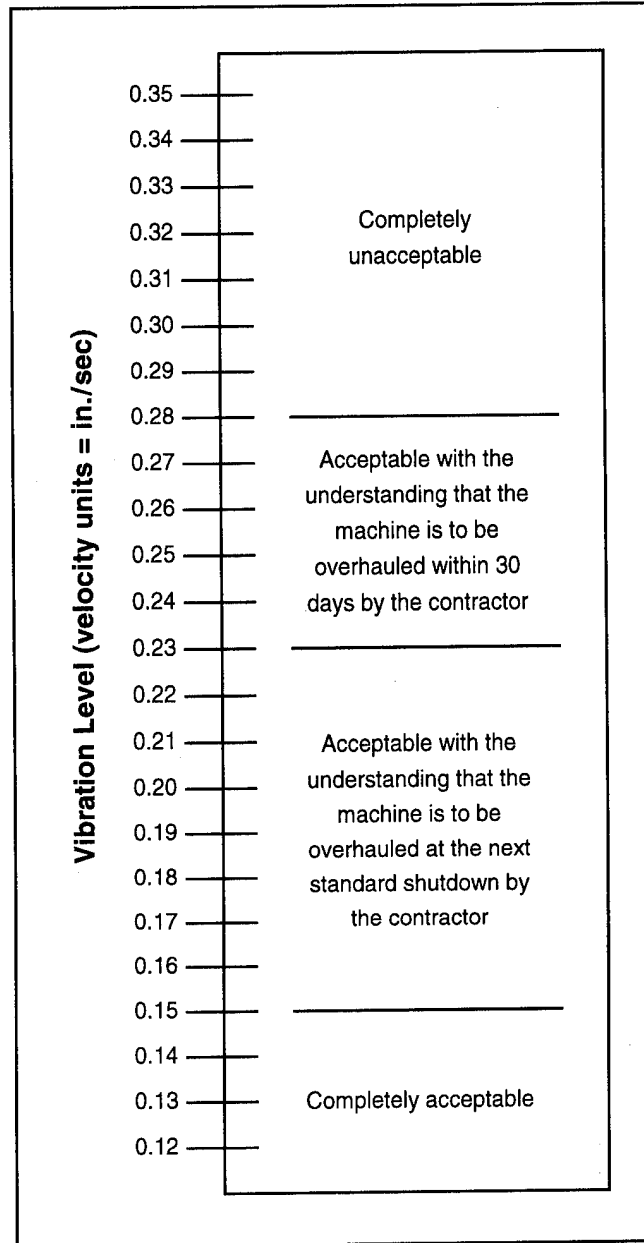 Vibration Level (velocity units = in./sec)
0.35
0.34
0.33
0.32
0.31
0.30
0.29
0.28
0.27
0.26
0.25
0.24
0.23
0.22
0.21
0.20
0.19
0.18
0.17
0.16
0.15
0.14
0.13
0.12
Completely
unacceptable
Acceptable with the
understanding that the
machine is to be
overhauled within 30
days by the contractor
Acceptable with the
understanding that the
machine is to be
overhauled at the next
standard shutdown by
the contractor
Completely acceptable